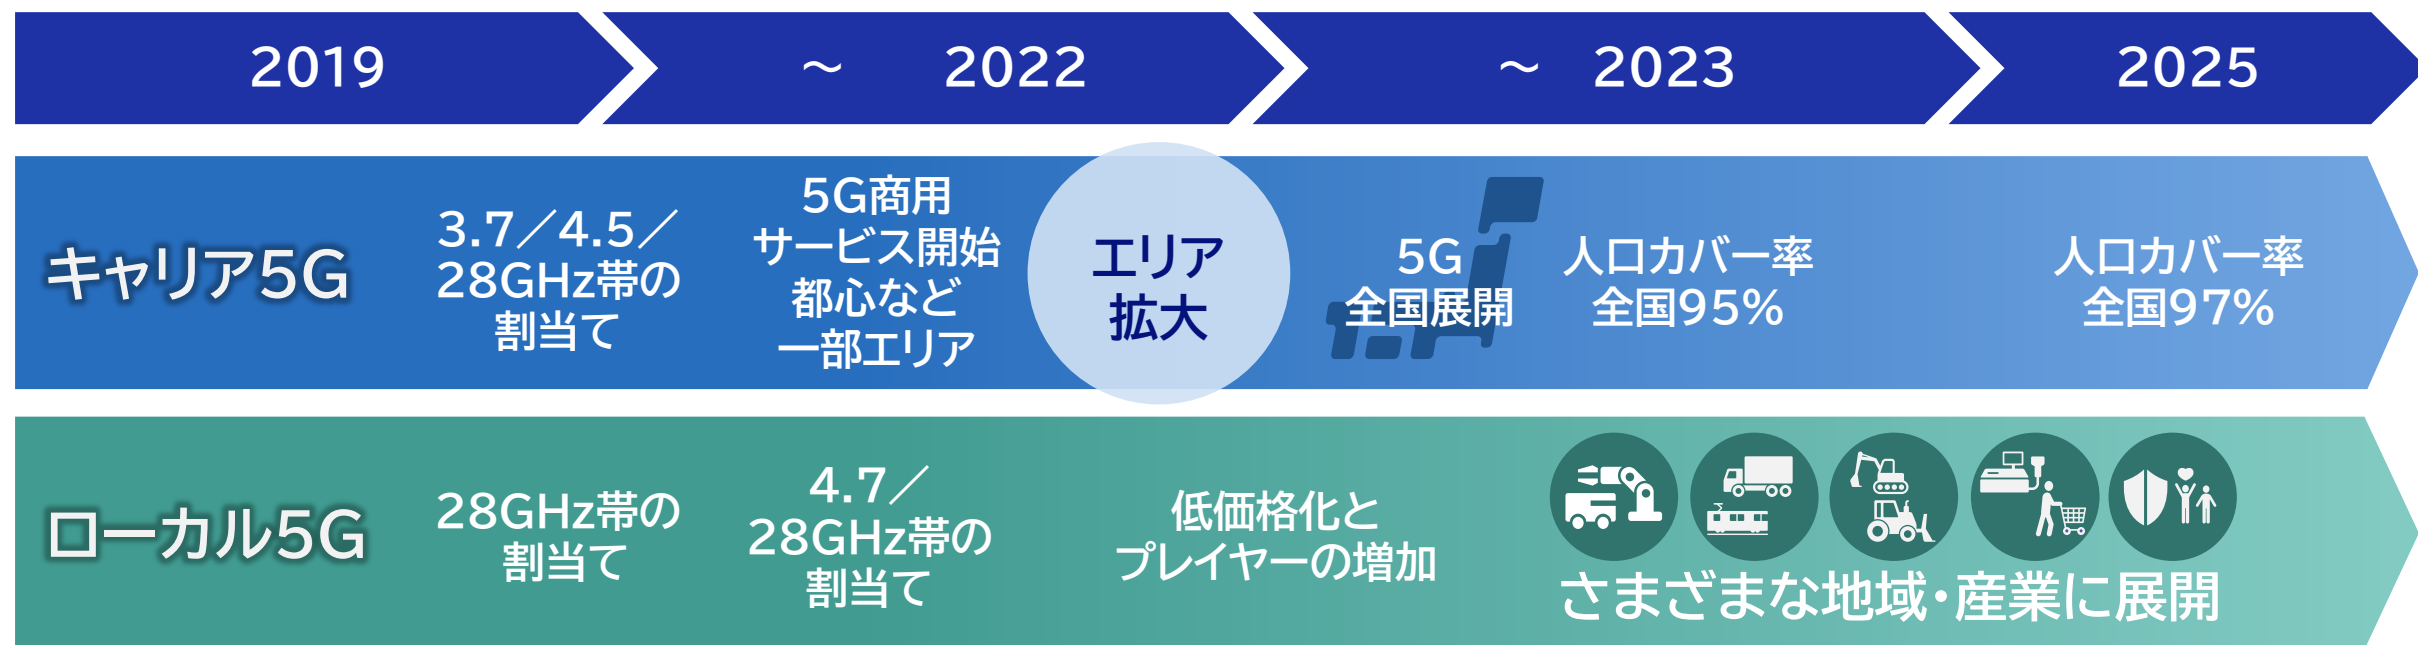 2019
～ 2022
～ 2023
2025
キャリア5G
3.7／4.5／
28GHz帯の
割当て
5G商用
サービス開始
都心など
一部エリア
エリア
拡大
5G
全国展開
人口カバー率
全国95%
人口カバー率
全国97%
ローカル5G
28GHz帯の
割当て
4.7／
28GHz帯の
割当て
低価格化と
プレイヤーの増加
さまざまな地域・産業に展開